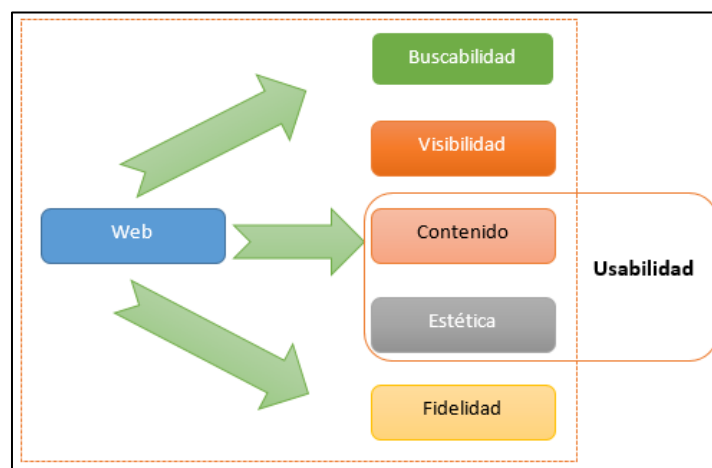 Buscabilidad
Visibilidad
Web
Contenido
Usabilidad
Estética
Fidelidad